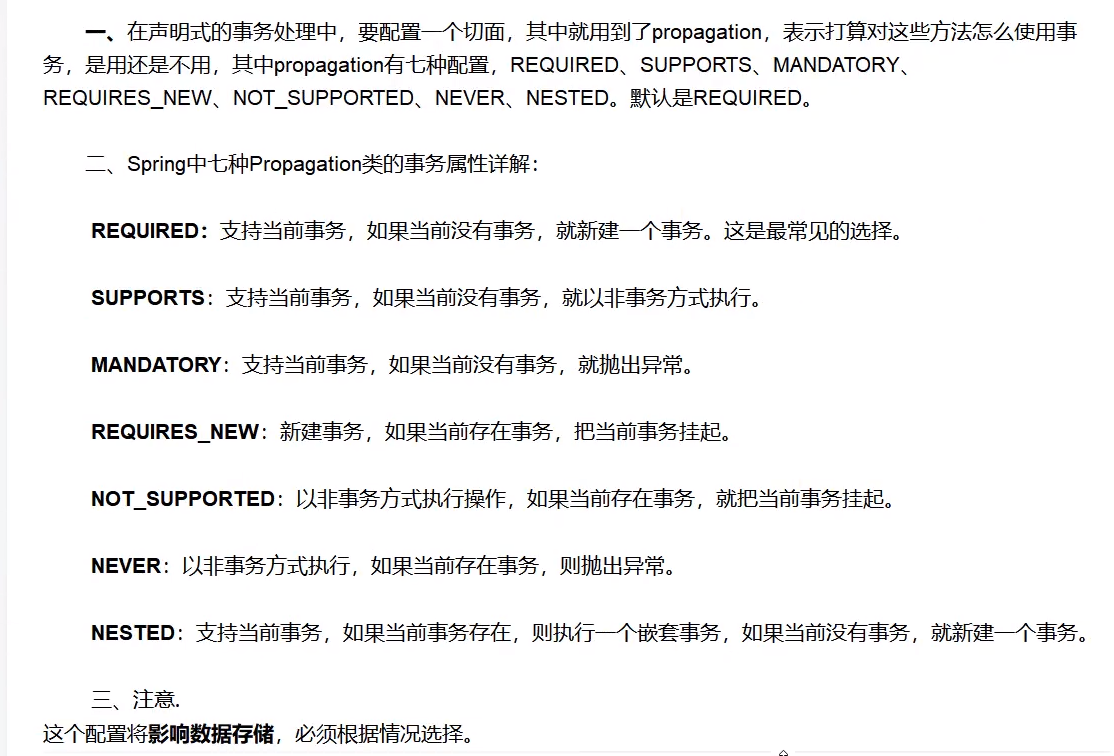 一、在声明式的事务处理中，要配置一个切面，其中就用到了propagation，表示打算对这些方法怎么使用事
务，是用还是不用，其中propagation有七种配置，REQUIRED、SUPPORTS、MANDATORY、
REQUIRES_NEW、NOT_SUPPORTED、NEVER、NESTED。默认是REQUIRED。
二、Spring中七种Propagation类的事务属性详解：
REQUIRED：支持当前事务，如果当前没有事务，就新建一个事务。这是最常见的选择。
SUPPORTS：支持当前事务，如果当前没有事务，就以非事务方式执行。
MANDATORY：支持当前事务，如果当前没有事务，就抛出异常。
REQUIRES_NEW：新建事务，如果当前存在事务，把当前事务挂起。
NOT_SUPPORTED：以非事务方式执行操作，如果当前存在事务，就把当前事务挂起。
NEVER：以非事务方式执行，如果当前存在事务，则抛出异常。
NESTED：支持当前事务，如果当前事务存在，则执行一个嵌套事务，如果当前没有事务，就新建一个事务。
三、注意.
这个配置将影响数据存储，必须根据情况选择。